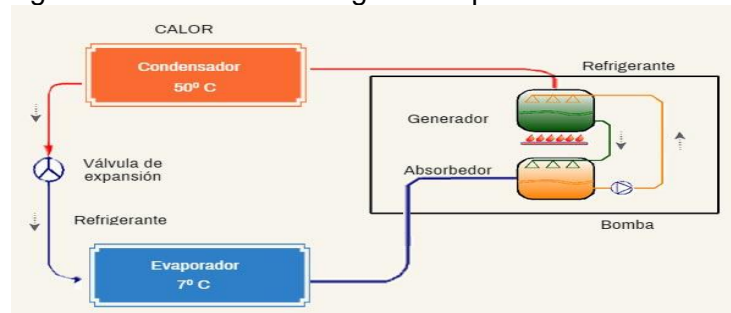 CALOR
Condensador
50º C
Refrigerante
Generador
Absorbedor
Válvula de
expansión
Refrigerante
Bomba
Evaporador
7º C